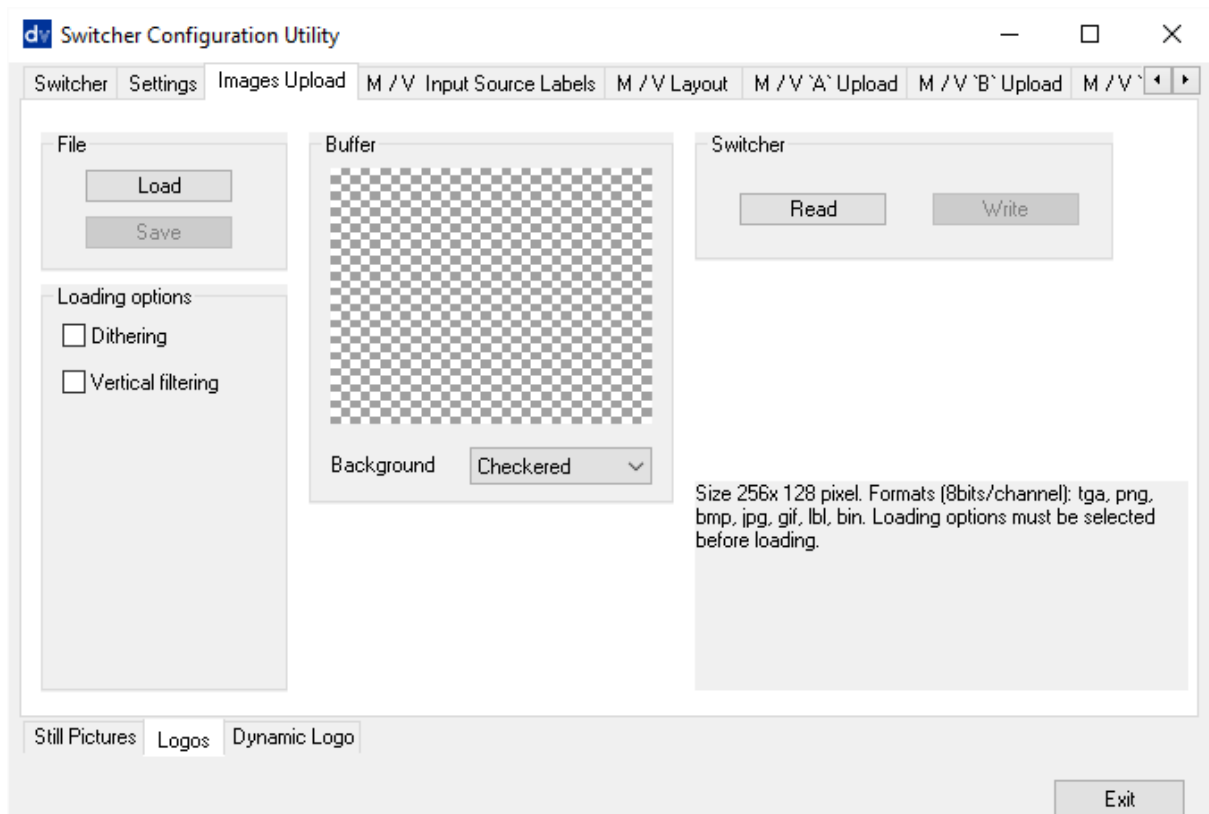 dv Switcher Configuration Utility
Switcher Settings Images Upload M / V Input Source Labels M / V Layout M / V `A` Upload M / V `B` Upload M / V `
File Buffer Switcher
Load
Read Write
Save
Loading options
Dithering
Vertical filtering
Background Checkered
Size 256x 128 pixel. Formats (8bits/channel): tga, png,
bmp, jpg, gif, lbl, bin. Loading options must be selected
before loading.
Still Pictures Logos Dynamic Logo
Exit